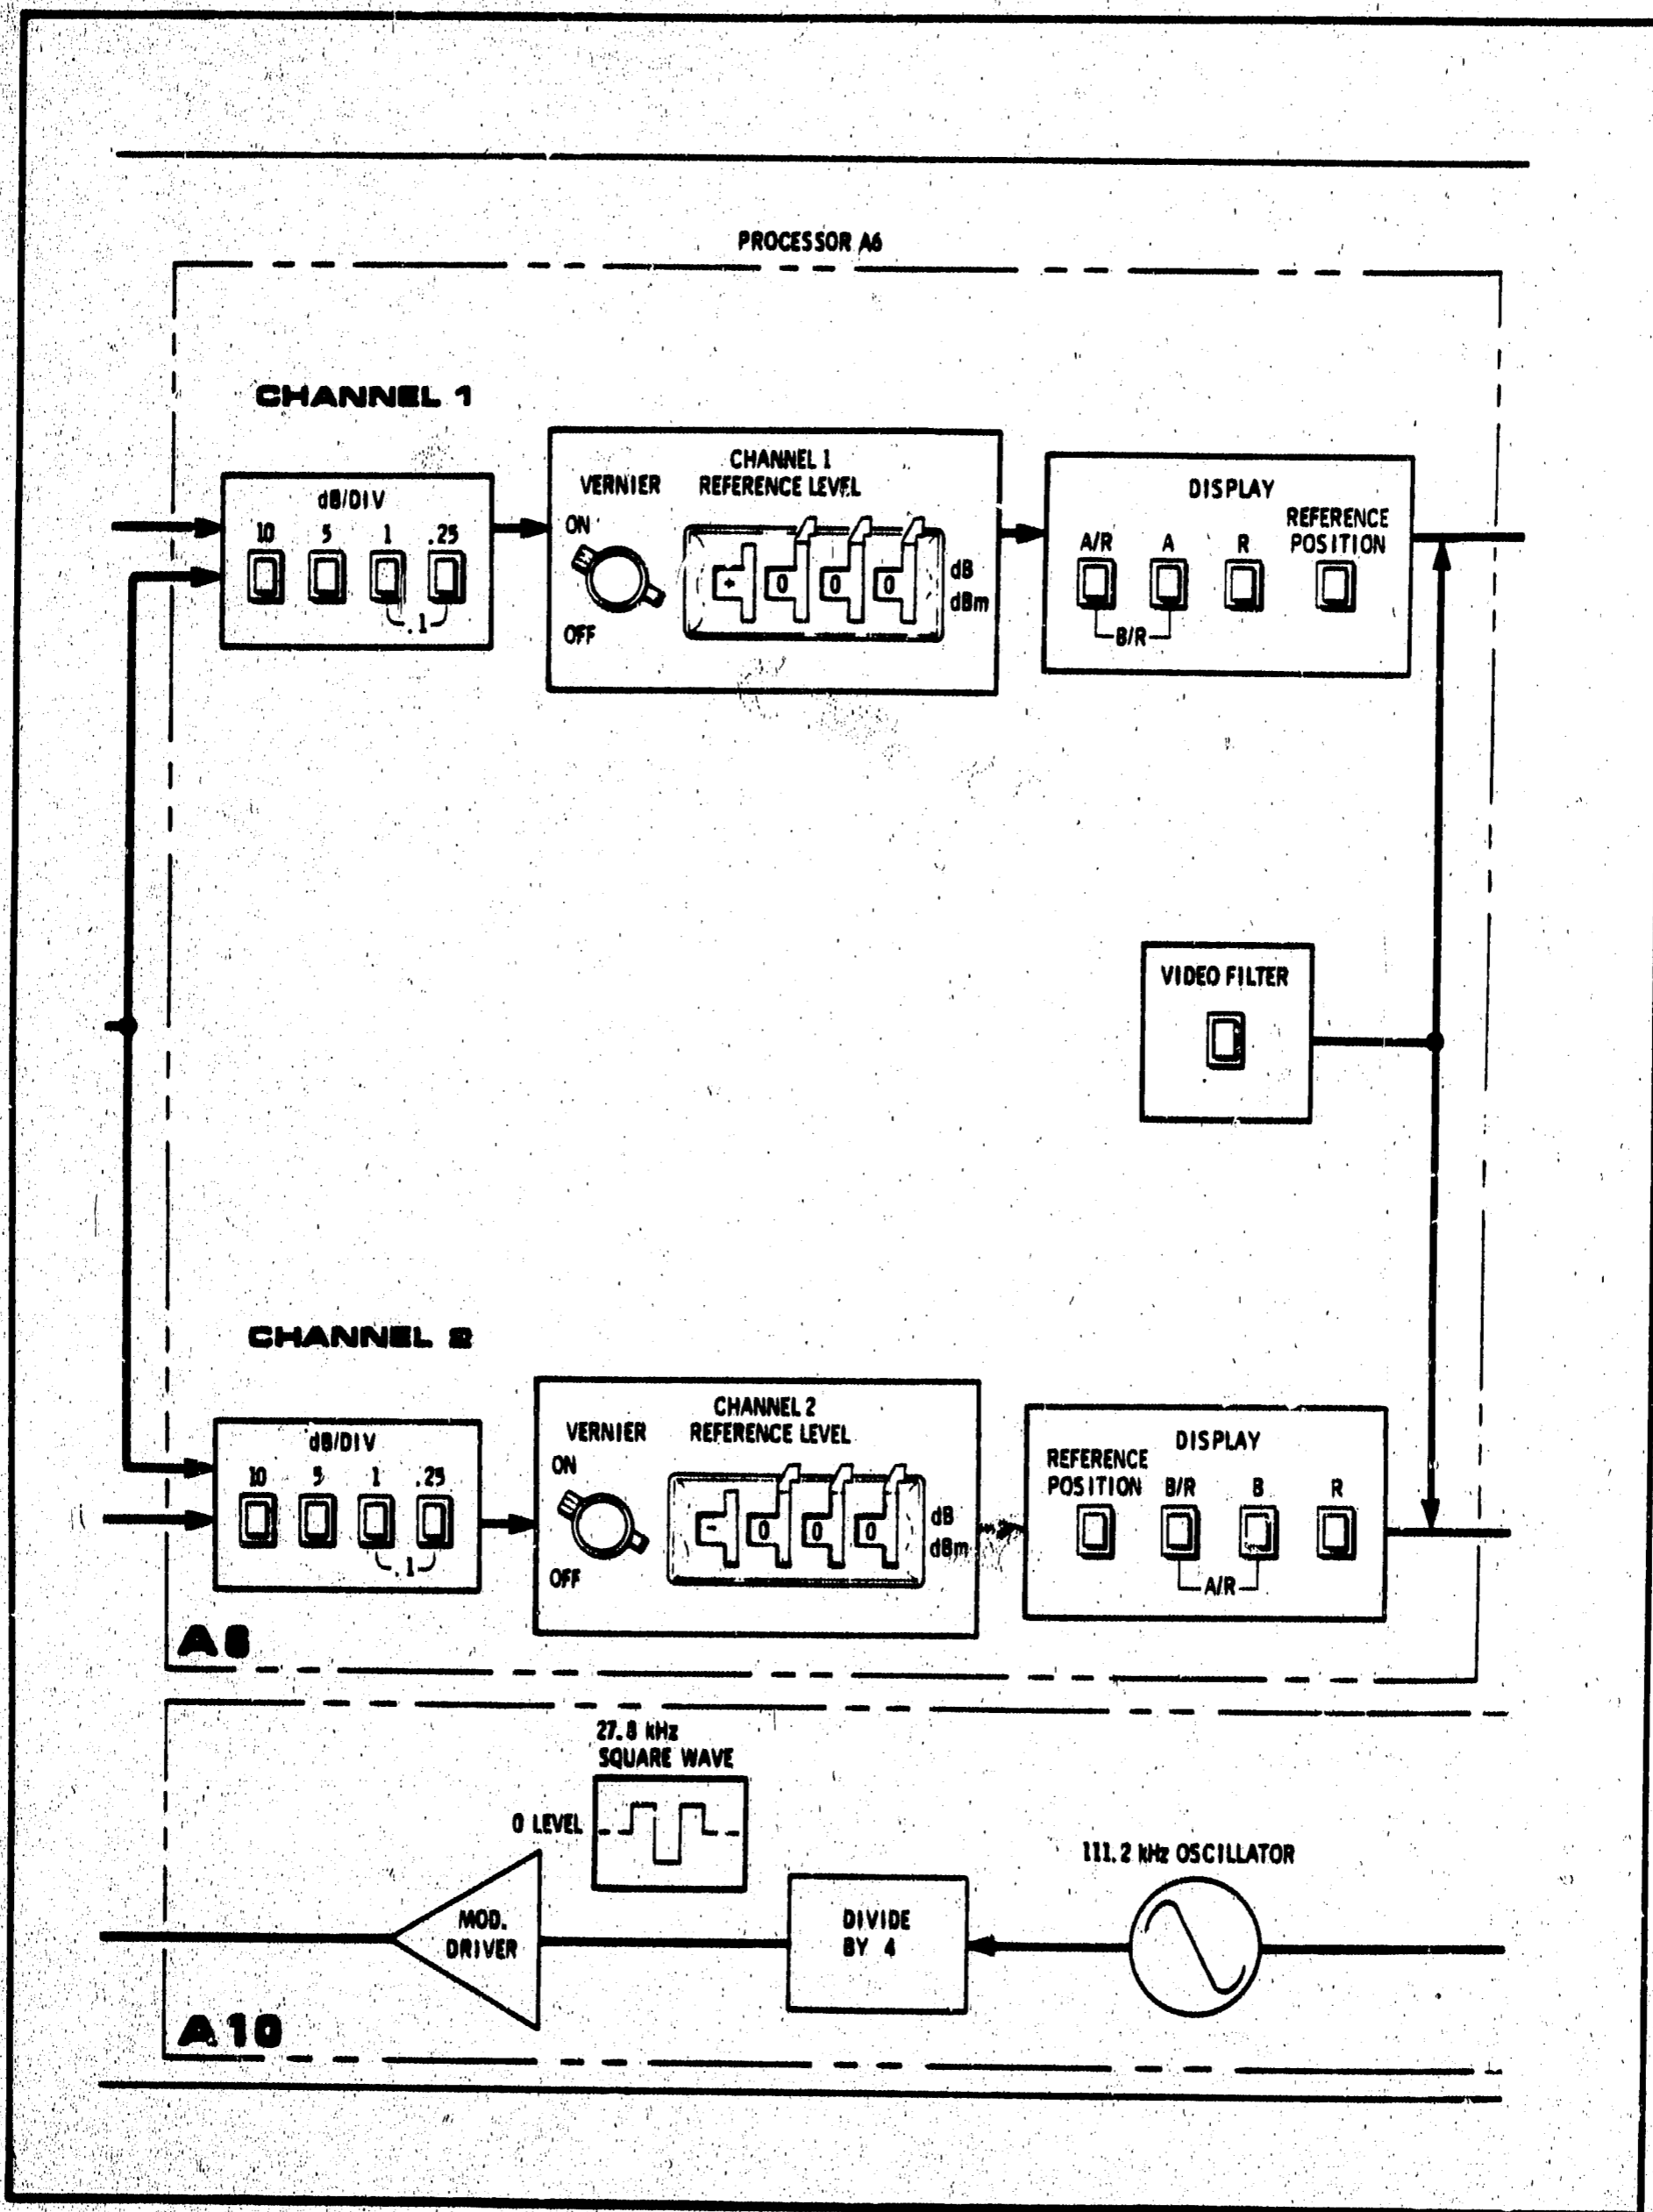 PROCESSOR A6
CHANNEL 1
dB/DIV
10 5 1 .25
.1
VERNIER
ON
OFF
CHANNEL 1
REFERENCE LEVEL
+ 0 0 0
dB
dBm
DISPLAY
A/R A R
REFERENCE
POSITION
B/R
VIDEO FILTER
CHANNEL 2
dB/DIV
10 5 1 .25
.1
VERNIER
ON
OFF
CHANNEL 2
REFERENCE LEVEL
- 0 0 0
dB
dBm
DISPLAY
REFERENCE
POSITION
B/R B R
A/R
A6
27.8 kHz
SQUARE WAVE
0 LEVEL
MOD.
DRIVER
DIVIDE
BY 4
111.2 kHz OSCILLATOR
A10